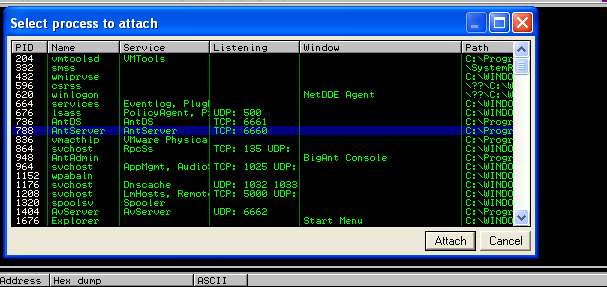 Select process to attach
PID Name Service Listening Window Path
204 vmtoolsd VMTools C:\Progr
332 smss \SystemR
432 wmiprvse C:\WINDO
596 csrss \??\C:\W
620 winlogon NetDDE Agent \??\C:\W
664 services Eventlog, Plugl C:\WINDO
676 lsass PolicyAgent, P: UDP: 500 C:\WINDO
736 AntDS AntDS TCP: 6661 C:\Progr
788 AntServer AntServer TCP: 6660 C:\Progr
836 vmacthlp VMware Physica C:\Progr
864 svchost RpcSs TCP: 135 UDP: C:\WINDO
948 AntAdmin BigAnt Console C:\Progr
964 svchost AppMgmt, Audio TCP: 1025 UDP: C:\WINDO
1152 wpabaln C:\WINDO
1176 svchost Dnscache UDP: 1032 1033 C:\WINDO
1208 svchost LmHosts, Remot TCP: 5000 UDP: C:\WINDO
1320 spoolsv Spooler C:\WINDO
1404 AvServer AvServer UDP: 6662 C:\Progr
1676 Explorer Start Menu C:\WINDO
Attach Cancel
Address Hex dump ASCII